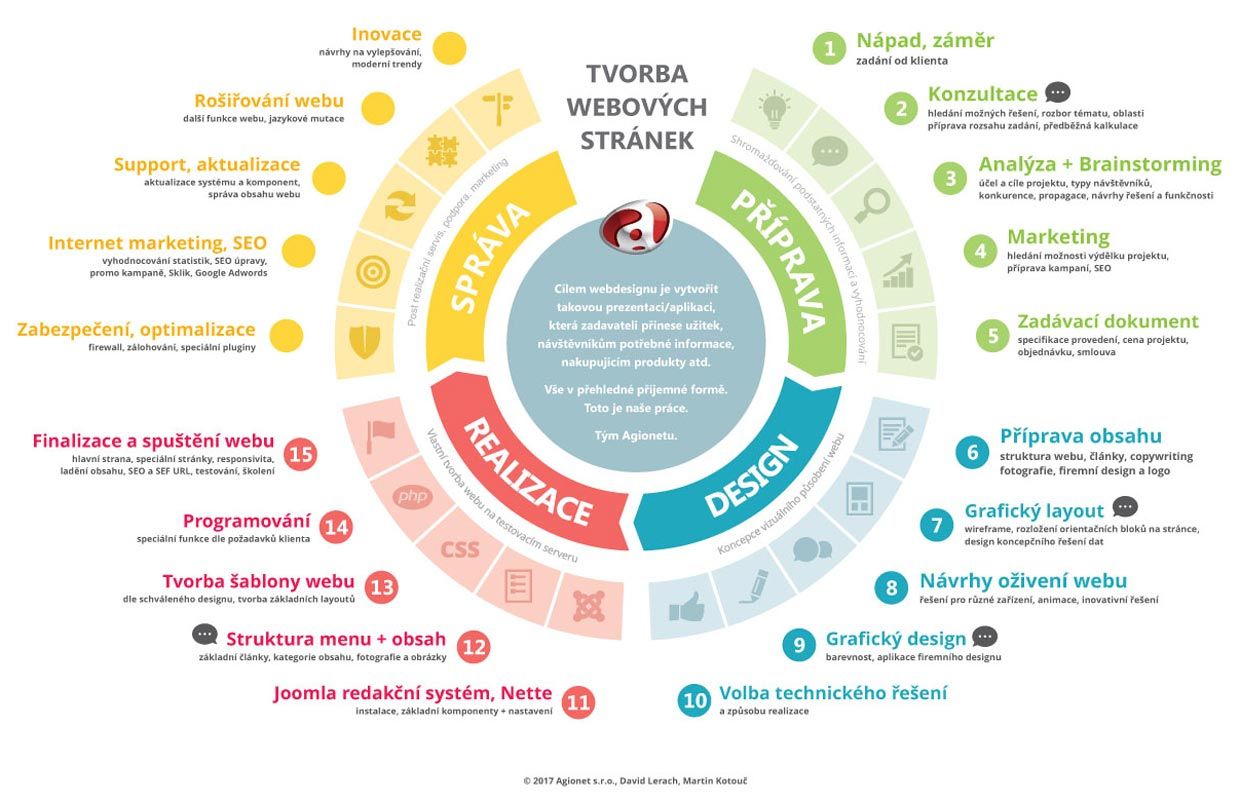 TVORBA
WEBOVÝCH
STRÁNEK
1
Nápad, záměr
zadání od klienta
2
Konzultace
hledání možných řešení, rozbor tématu, oblasti
příprava rozsahu zadání, předběžná kalkulace
3
Analýza + Brainstorming
účel a cíle projektu, typy návštěvníků,
konkurence, propagace, návrhy řešení a funkčnosti
4
Marketing
hledání možnosti výdělku projektu,
příprava kampaní, SEO
5
Zadávací dokument
specifikace provedení, cena projektu,
objednávku, smlouva
PŘÍPRAVA
Shromažďování podstatných informací a vyhodnocování
6
Příprava obsahu
struktura webu, články, copywriting
fotografie, firemní design a logo
7
Grafický layout
wireframe, rozložení orientačních bloků na stránce,
design koncepčního řešení dat
8
Návrhy oživení webu
řešení pro různé zařízení, animace, inovativní řešení
9
Grafický design
barevnost, aplikace firemního designu
10
Volba technického řešení
a způsobu realizace
DESIGN
Koncepce vizuálního působení webu
11
Joomla redakční systém, Nette
instalace, základní komponenty + nastavení
12
Struktura menu + obsah
základní články, kategorie obsahu, fotografie a obrázky
13
Tvorba šablony webu
dle schváleného designu, tvorba základních layoutů
14
Programování
speciální funkce dle požadavků klienta
15
Finalizace a spuštění webu
hlavní strana, speciální stránky, responsivita,
ladění obsahu, SEO a SEF URL, testování, školení
REALIZACE
Vlastní tvorba webu na testovacím serveru
php
CSS
Zabezpečení, optimalizace
firewall, zálohování, speciální pluginy
Internet marketing, SEO
vyhodnocování statistik, SEO úpravy,
promo kampaně, Sklik, Google Adwords
Support, aktualizace
aktualizace systému a komponent,
správa obsahu webu
Rošiřování webu
další funkce webu, jazykové mutace
Inovace
návrhy na vylepšování,
moderní trendy
SPRÁVA
Post realizační servis, podpora, marketing
a
Cílem webdesignu je vytvořit
takovou prezentaci/aplikaci,
která zadavateli přinese užitek,
návštěvníkům potřebné informace,
nakupujícím produkty atd.
Vše v přehledné příjemné formě.
Toto je naše práce.
Tým Agionetu.
© 2017 Agionet s.r.o., David Lerach, Martin Kotouč